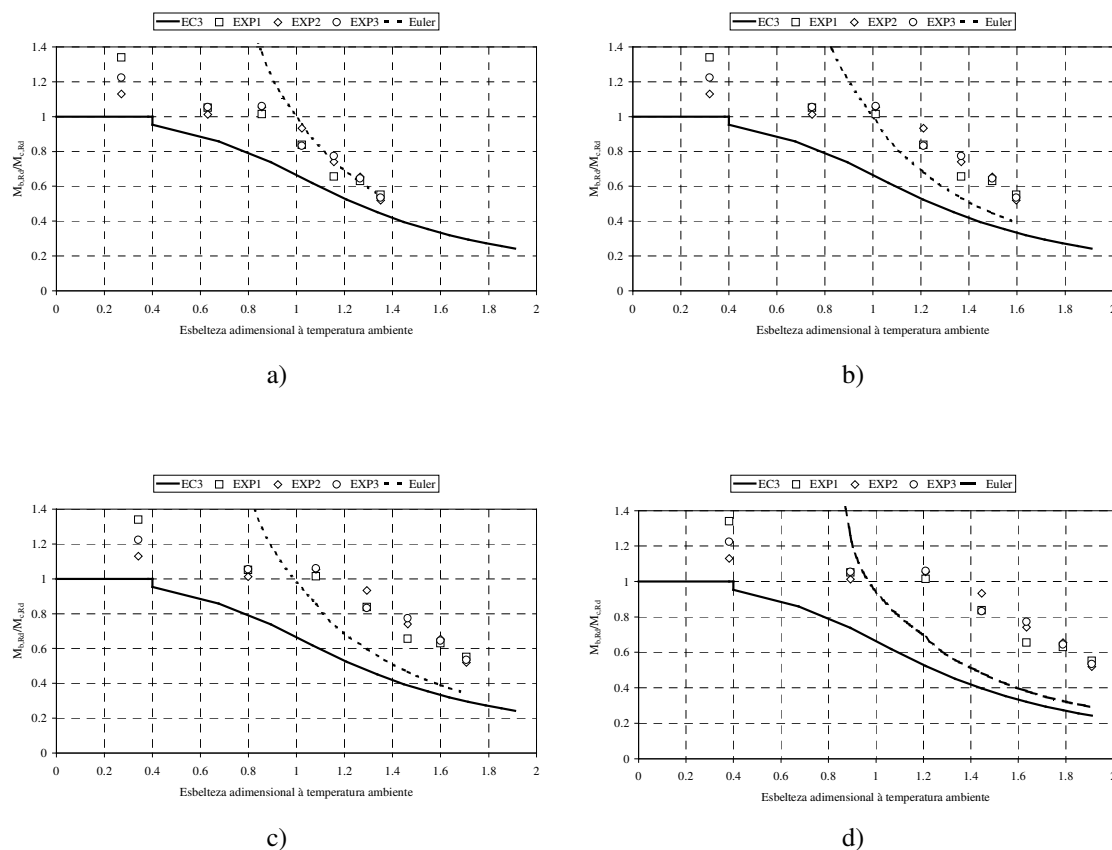 EC3 EXP1 EXP2 EXP3 Euler
1.4
1.2
1
0.8
0.6
0.4
0.2
0
M_b,Rd/M_c,Rd
0 0.2 0.4 0.6 0.8 1 1.2 1.4 1.6 1.8 2
Esbelteza adimensional à temperatura ambiente
a)
EC3 EXP1 EXP2 EXP3 Euler
1.4
1.2
1
0.8
0.6
0.4
0.2
0
M_b,Rd/M_c,Rd
0 0.2 0.4 0.6 0.8 1 1.2 1.4 1.6 1.8 2
Esbelteza adimensional à temperatura ambiente
b)
EC3 EXP1 EXP2 EXP3 Euler
1.4
1.2
1
0.8
0.6
0.4
0.2
0
M_b,Rd/M_c,Rd
0 0.2 0.4 0.6 0.8 1 1.2 1.4 1.6 1.8 2
Esbelteza adimensional à temperatura ambiente
c)
EC3 EXP1 EXP2 EXP3 Euler
1.4
1.2
1
0.8
0.6
0.4
0.2
0
M_b,Rd/M_c,Rd
0 0.2 0.4 0.6 0.8 1 1.2 1.4 1.6 1.8 2
Esbelteza adimensional à temperatura ambiente
d)